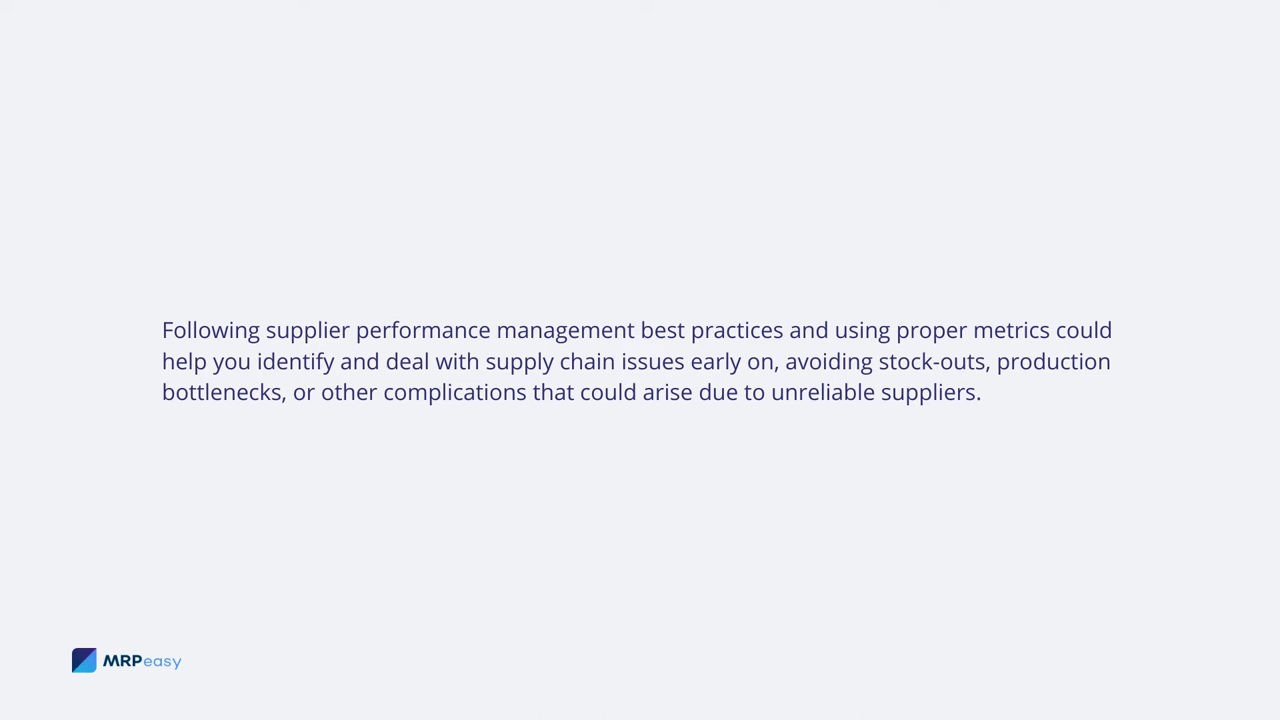 Following supplier performance management best practices and using proper metrics could
help you identify and deal with supply chain issues early on, avoiding stock-outs, production
bottlenecks, or other complications that could arise due to unreliable suppliers.
MRPeasy